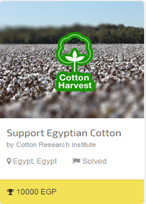 Cotton
Harvest
Support Egyptian Cotton
by Cotton Research Institute
Egypt, Egypt
Solved
10000 EGP